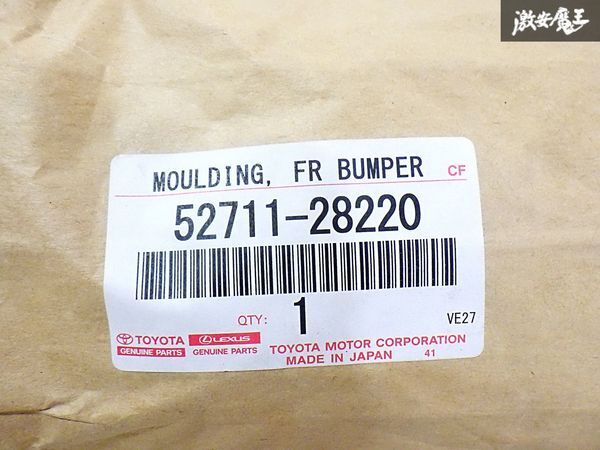 激安魔王
MOULDING, FR BUMPER CF
52711-28220
QTY: 1 VE27
TOYOTA LEXUS
GENUINE PARTS GENUINE PARTS
TOYOTA MOTOR CORPORATION
MADE IN JAPAN 41